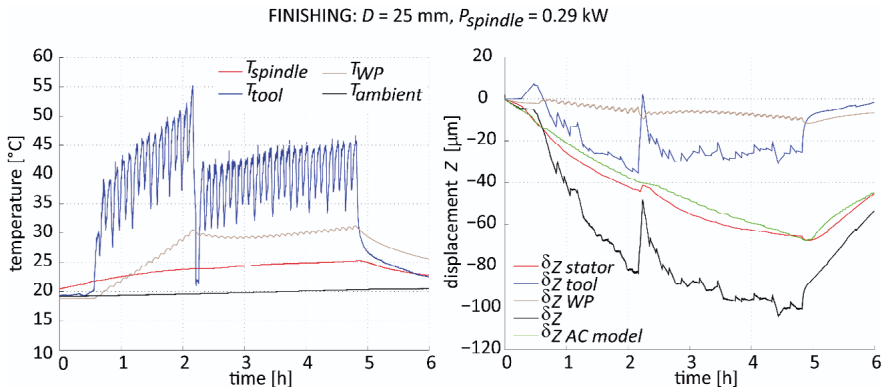 FINISHING: D = 25 mm, Pspindle = 0.29 kW
temperature [°C]
60
55
50
45
40
35
30
25
20
15
10
Tspindle
TWP
Ttool
Tambient
0 1 2 3 4 5 6
time [h]
displacement Z [µm]
20
0
−20
−40
−60
−80
−100
−120
δZ stator
δZ tool
δZ WP
δZ
δZ AC model
0 1 2 3 4 5 6
time [h]